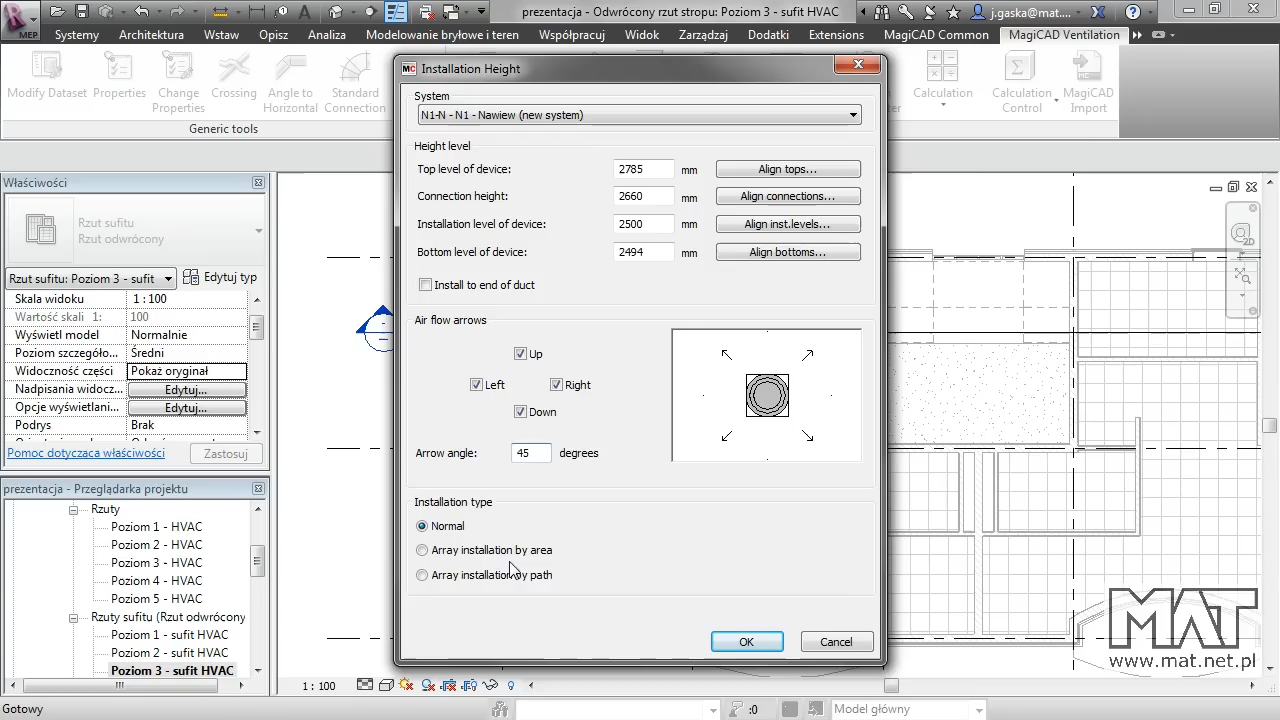 prezentacja - Odwrócony rzut stropu: Poziom 3 - sufit HVAC
j.gaska@mat....
MEP
Systemy
Architektura
Wstaw
Opisz
Analiza
Modelowanie bryłowe i teren
Współpracuj
Widok
Zarządzaj
Dodatki
Extensions
MagiCAD Common
MagiCAD Ventilation
Modify Dataset
Properties
Change Properties
Crossing
Angle to Horizontal
Standard Connection
Calculation
Calculation Control
MagiCAD Import
Generic tools
Installation Height
System
N1-N - N1 - Nawiew (new system)
Height level
Top level of device:
2785
mm
Align tops...
Connection height:
2660
mm
Align connections...
Installation level of device:
2500
mm
Align inst.levels...
Bottom level of device:
2494
mm
Align bottoms...
Install to end of duct
Air flow arrows
Up
Left
Right
Down
Arrow angle:
45
degrees
Installation type
Normal
Array installation by area
Array installation by path
OK
Cancel
Właściwości
Rzut sufitu
Rzut odwrócony
Rzut sufitu: Poziom 3 - sufit
Edytuj typ
Skala widoku
1 : 100
Wartość skali 1:
100
Wyświetl model
Normalnie
Poziom szczegóło...
Średni
Widoczność części
Pokaż oryginał
Nadpisania widocz...
Edytuj...
Opcje wyświetlani...
Edytuj...
Podrys
Brak
Pomoc dotycząca właściwości
Zastosuj
prezentacja - Przeglądarka projektu
Rzuty
Poziom 1 - HVAC
Poziom 2 - HVAC
Poziom 3 - HVAC
Poziom 4 - HVAC
Poziom 5 - HVAC
Rzuty sufitu (Rzut odwrócony
Poziom 1 - sufit HVAC
Poziom 2 - sufit HVAC
Poziom 3 - sufit HVAC
2D
MAT
www.mat.net.pl
1 : 100
Gotowy
:0
Model główny